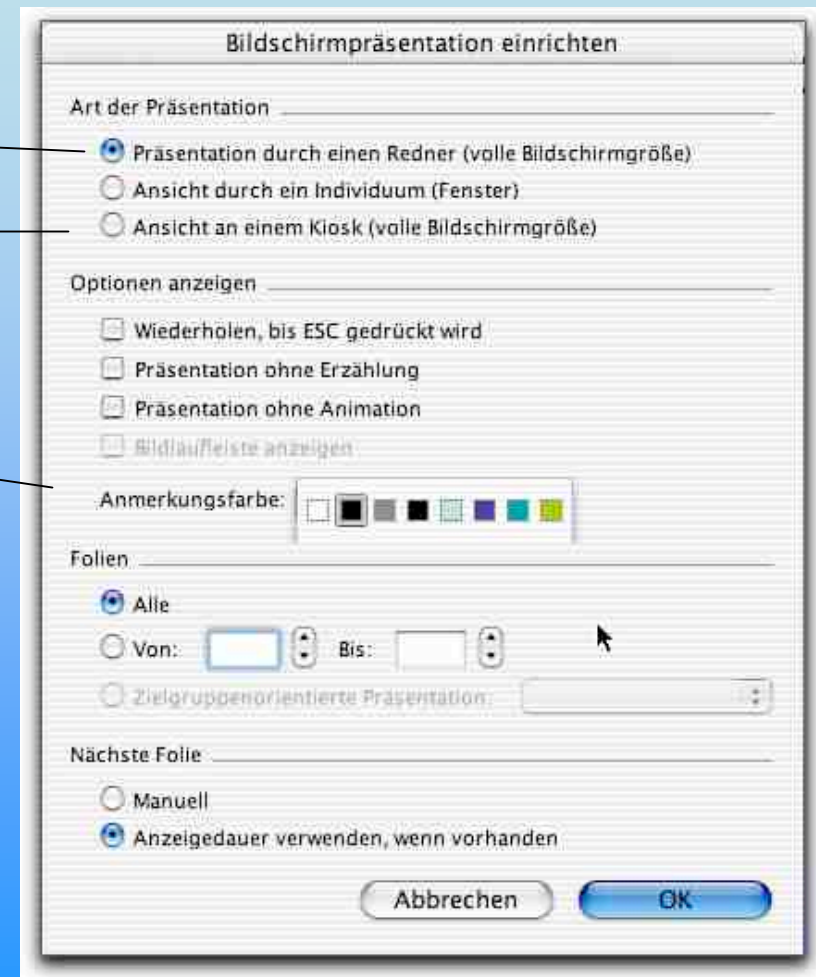 Bildschirmpräsentation einrichten
Art der Präsentation
Präsentation durch einen Redner (volle Bildschirmgröße)
Ansicht durch ein Individuum (Fenster)
Ansicht an einem Kiosk (volle Bildschirmgröße)
Optionen anzeigen
Wiederholen, bis ESC gedrückt wird
Präsentation ohne Erzählung
Präsentation ohne Animation
Bildlaufleiste anzeigen
Anmerkungsfarbe:
Folien
Alle
Von: Bis:
Zielgruppenorientierte Präsentation:
Nächste Folie
Manuell
Anzeigedauer verwenden, wenn vorhanden
Abbrechen OK